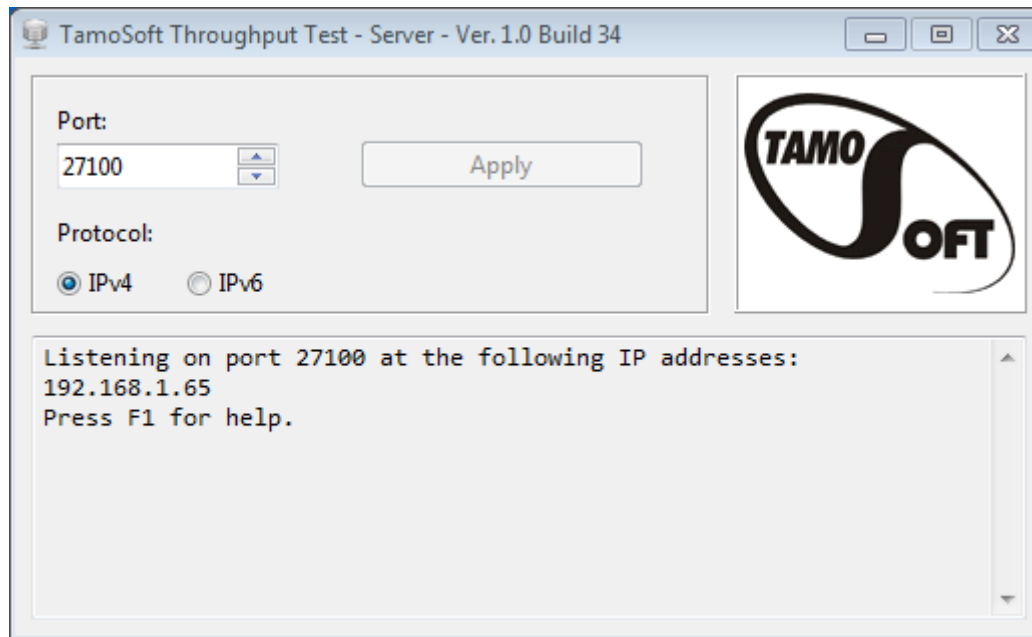 TamoSoft Throughput Test - Server - Ver. 1.0 Build 34
Port:
27100
Apply
Protocol:
IPv4
IPv6
TAMO
SOFT
Listening on port 27100 at the following IP addresses:
192.168.1.65
Press F1 for help.